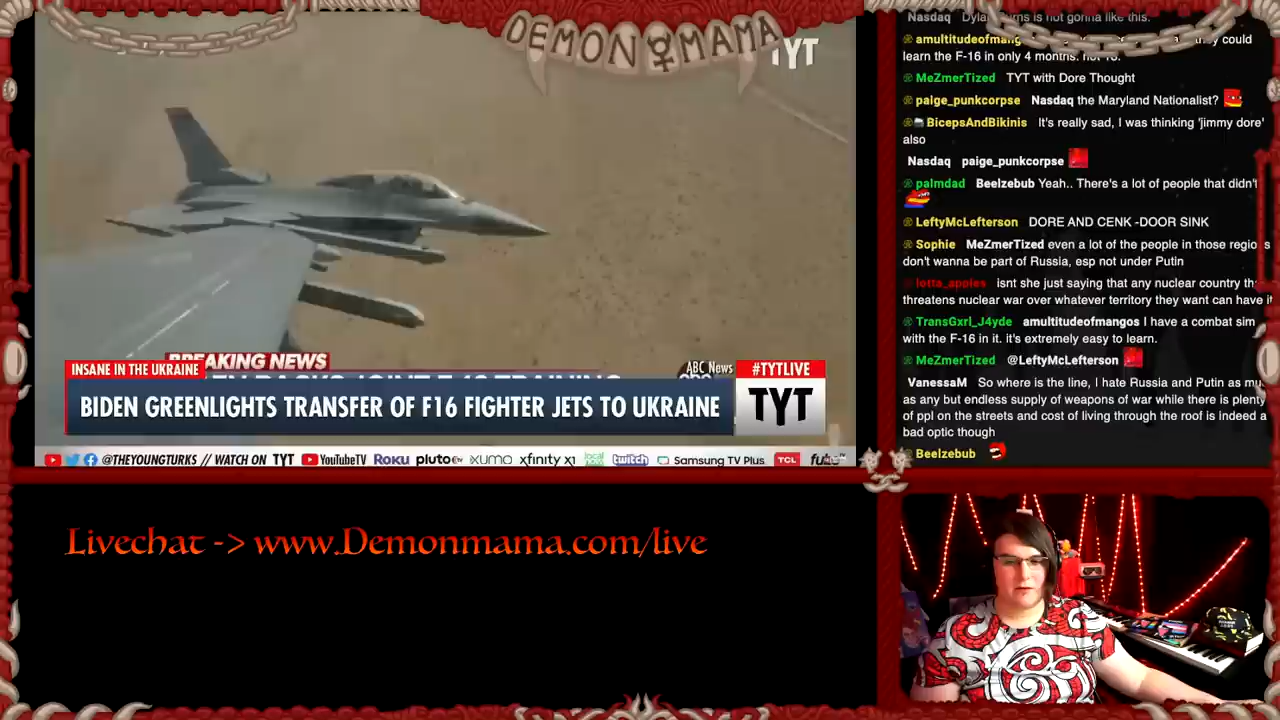 DEMON MAMA
TYT
BREAKING NEWS
INSANE IN THE UKRAINE
ABC News
#TYTLIVE
BIDEN GREENLIGHTS TRANSFER OF F16 FIGHTER JETS TO UKRAINE
TYT
@THEYOUNGTURKS // WATCH ON TYT YouTubeTV ROKU pluto tv XUMO xfinity X1 local now twitch Samsung TV Plus TCL
Livechat -> www.Demonmama.com/live
Nasdaq is not gonna like this.
could
learn the F-16 in only 4 months.
MeZmerTized TYT with Dore Thought
paige_punkcorpse Nasdaq the Maryland Nationalist?
BicepsAndBikinis It's really sad, I was thinking 'jimmy dore'
also
Nasdaq paige_punkcorpse
palmdad Beelzebub Yeah.. There's a lot of people that didn't
LeftyMcLefterson DORE AND CENK -DOOR SINK
Sophie MeZmerTized even a lot of the people in those regions
don't wanna be part of Russia, esp not under Putin
lotta_apples isnt she just saying that any nuclear country
threatens nuclear war over whatever territory they want can have it
TransGxrl_J4yde amultitudeofmangos I have a combat sim
with the F-16 in it. it's extremely easy to learn.
MeZmerTized @LeftyMcLefterson
VanessaM So where is the line, I hate Russia and Putin as
as any but endless supply of weapons of war while there is plenty
of ppl on the streets and cost of living through the roof is indeed a
bad optic though
Beelzebub